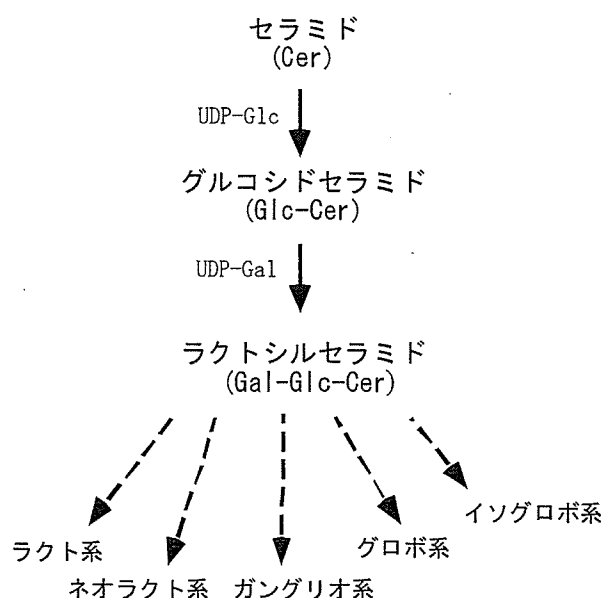 セラミド
(Cer)
UDP-Glc
グルコシドセラミド
(Glc-Cer)
UDP-Gal
ラクトシルセラミド
(Gal-Glc-Cer)
イソグロボ系
ラクト系
グロボ系
ネオラクト系
ガングリオ系